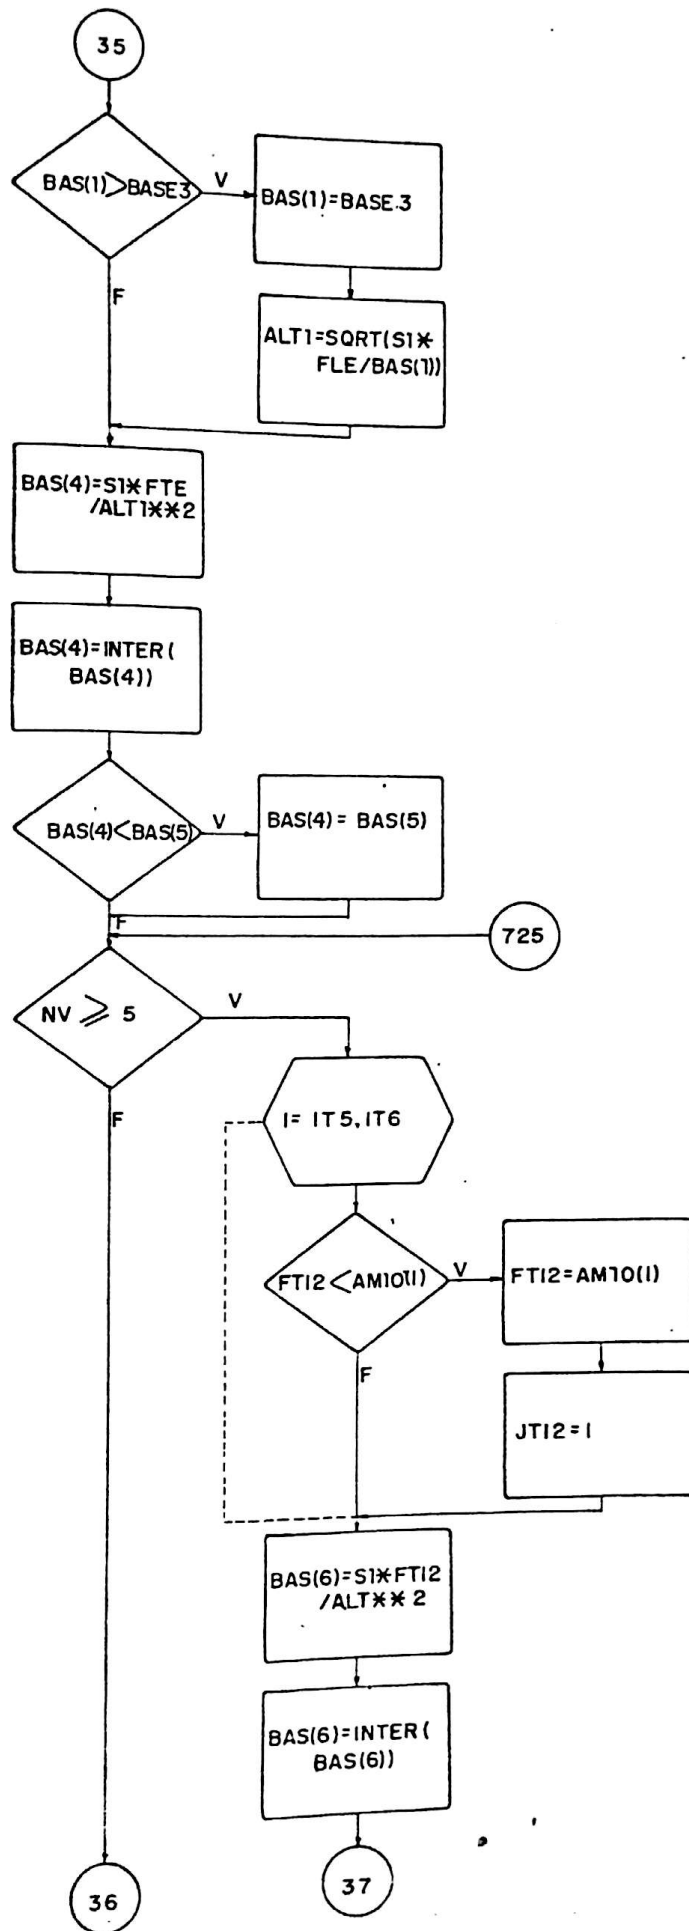 35
BAS(1)>BASE3
V
BAS(1)=BASE.3
F
ALT1=SQRT(S1*
FLE/BAS(1))
BAS(4)=S1*FTE
/ALT1**2
BAS(4)=INTER(
BAS(4))
BAS(4)<BAS(5)
V
BAS(4)= BAS(5)
F
725
NV ⩾ 5
V
F
I= IT5,IT6
FT12<AM10(I)
V
FT12=AM10(I)
F
JT12=I
BAS(6)=S1*FT12
/ALT**2
BAS(6)=INTER(
BAS(6))
36
37